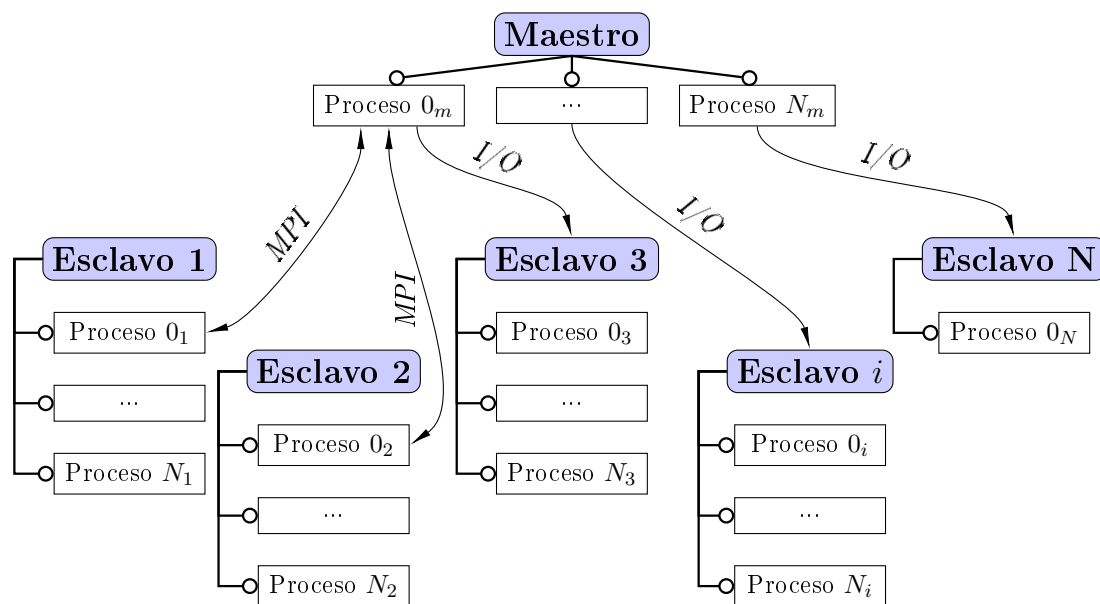 Maestro
Proceso 0_m
...
Proceso N_m
I/O
I/O
I/O
MPI
MPI
Esclavo 1
Proceso 0_1
...
Proceso N_1
Esclavo 2
Proceso 0_2
...
Proceso N_2
Esclavo 3
Proceso 0_3
...
Proceso N_3
Esclavo i
Proceso 0_i
...
Proceso N_i
Esclavo N
Proceso 0_N